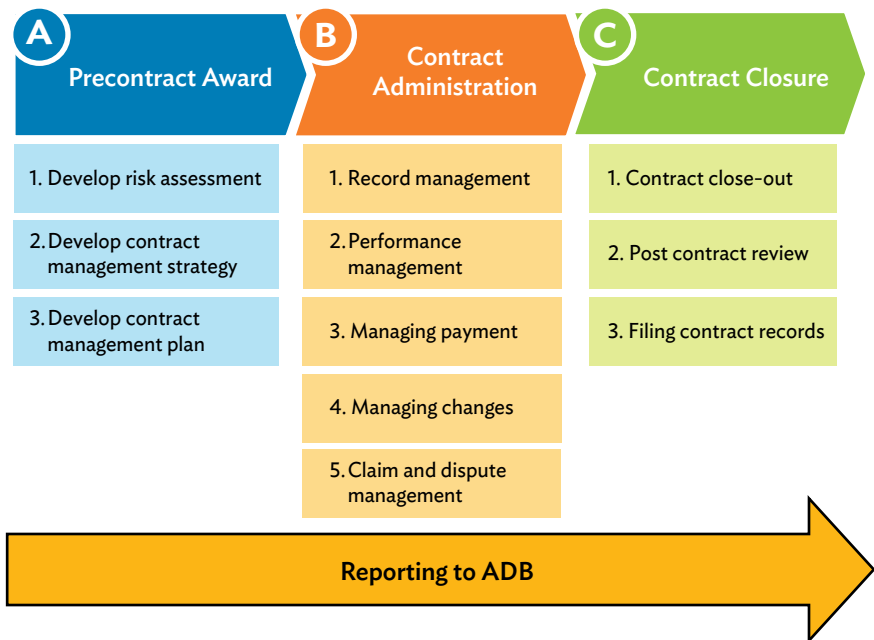 A
Precontract Award
1. Develop risk assessment
2. Develop contract
management strategy
3. Develop contract
management plan
B
Contract
Administration
1. Record management
2. Performance
management
3. Managing payment
4. Managing changes
5. Claim and dispute
management
C
Contract Closure
1. Contract close-out
2. Post contract review
3. Filing contract records
Reporting to ADB